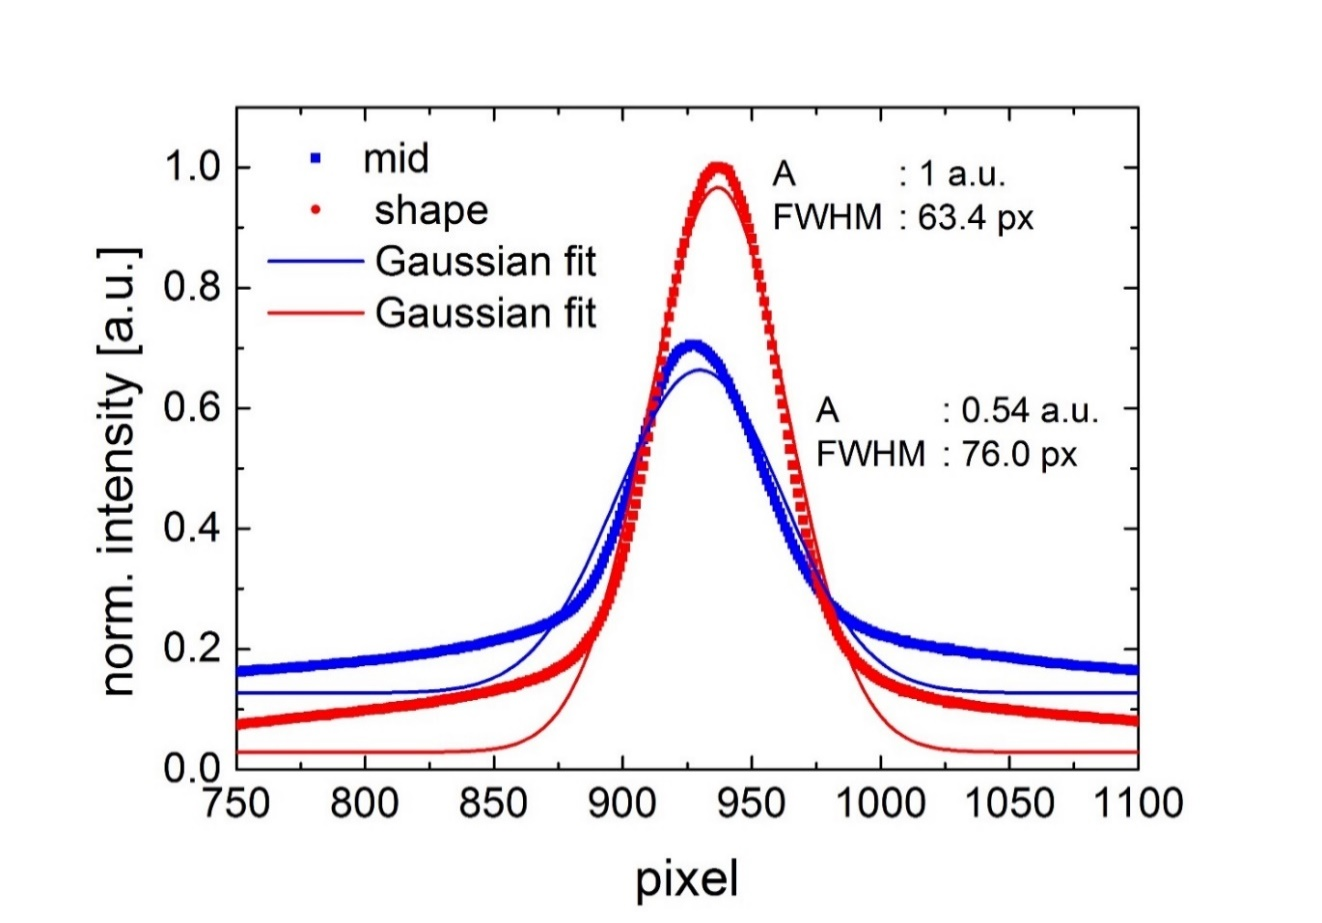 mid
shape
Gaussian fit
Gaussian fit
A : 1 a.u.
FWHM : 63.4 px
A : 0.54 a.u.
FWHM : 76.0 px
norm. intensity [a.u.]
1.0
0.8
0.6
0.4
0.2
0.0
750 800 850 900 950 1000 1050 1100
pixel